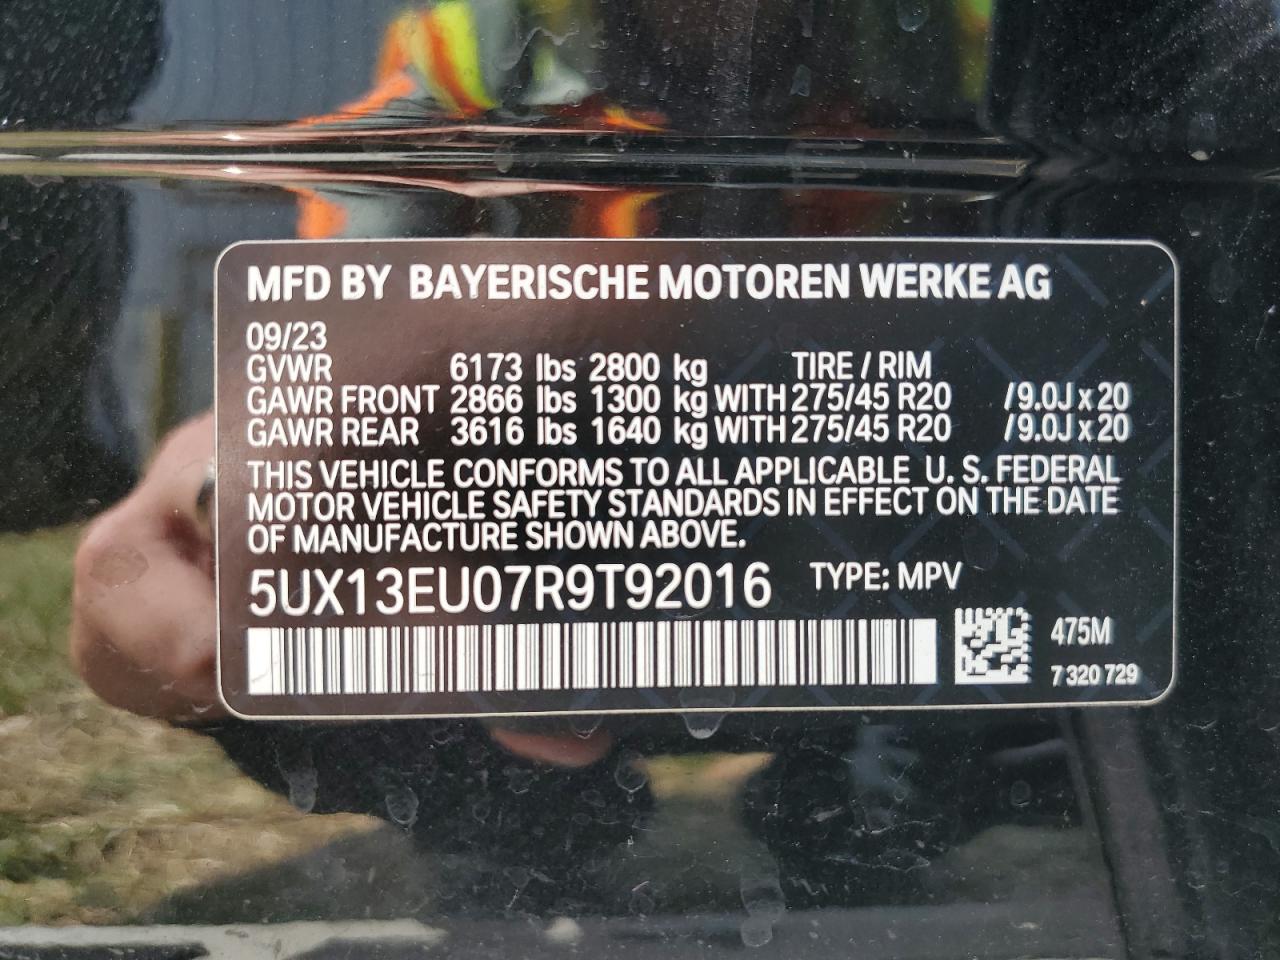 MFD BY BAYERISCHE MOTOREN WERKE AG
09/23
GVWR 6173 lbs 2800 kg TIRE / RIM
GAWR FRONT 2866 lbs 1300 kg WITH 275/45 R20 /9.0J x 20
GAWR REAR 3616 lbs 1640 kg WITH 275/45 R20 /9.0J x 20
THIS VEHICLE CONFORMS TO ALL APPLICABLE U. S. FEDERAL
MOTOR VEHICLE SAFETY STANDARDS IN EFFECT ON THE DATE
OF MANUFACTURE SHOWN ABOVE.
5UX13EU07R9T92016 TYPE: MPV
475M
7 320 729